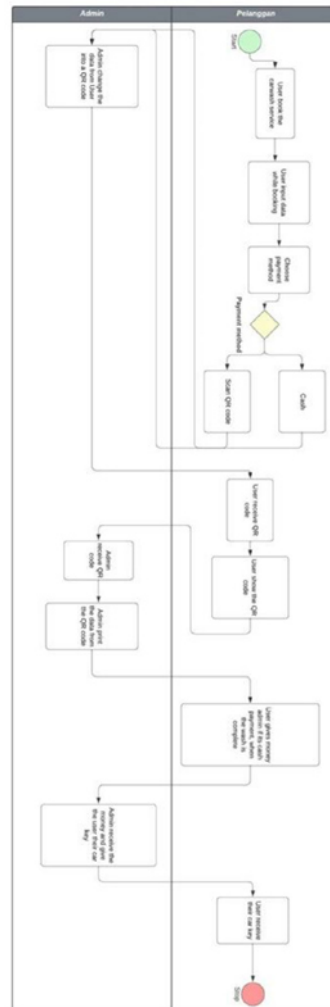 Pelanggan
Admin
Start
User book the
carwash service
User input data
while booking
Choose
payment
method
Payment method
Cash
Scan QR code
Admin change the
data from User
into a QR code
User receive QR
code
User show the QR
code
Admin
receive QR
code
Admin print
the data from
the QR code
User gives money
admin if its cash
payment, when
the wash is
complete
Admin receive the
money and give
the user their car
key
User receive
their car key
Stop